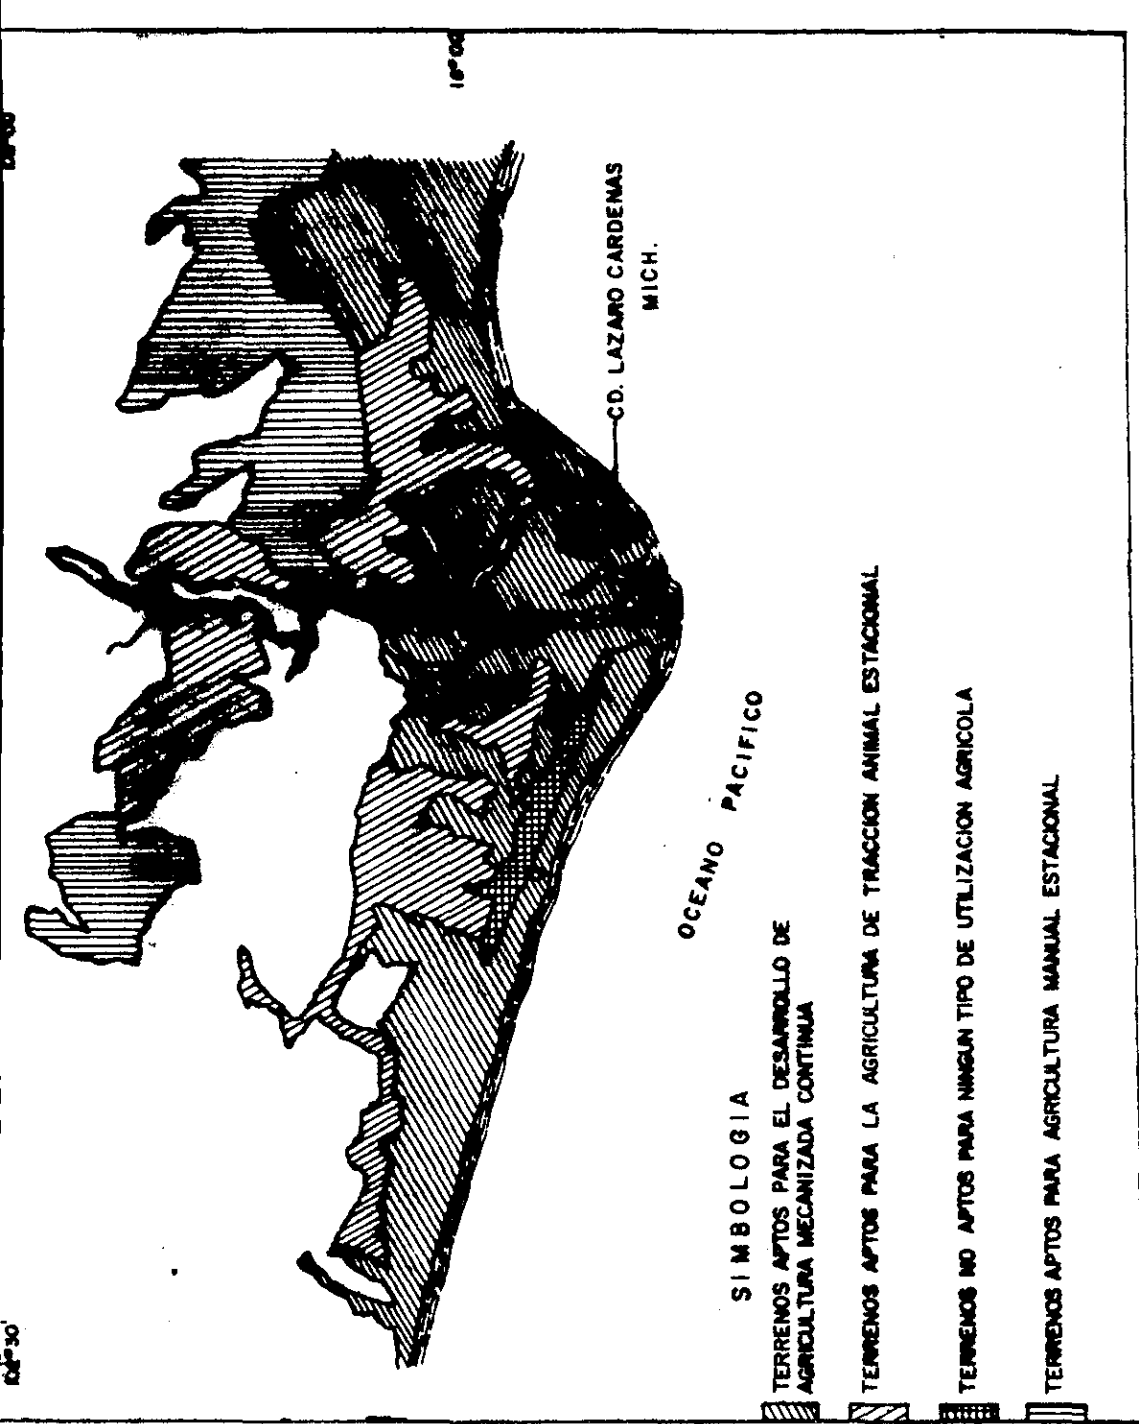 18°00
CD. LAZARO CARDENAS
MICH.
OCEANO PACIFICO
SIMBOLOGIA
TERRENOS APTOS PARA EL DESARROLLO DE
AGRICULTURA MECANIZADA CONTINUA
TERRENOS APTOS PARA LA AGRICULTURA DE TRACCION ANIMAL ESTACIONAL
TERRENOS NO APTOS PARA NINGUN TIPO DE UTILIZACION AGRICOLA
TERRENOS APTOS PARA AGRICULTURA MANUAL ESTACIONAL
102°30'